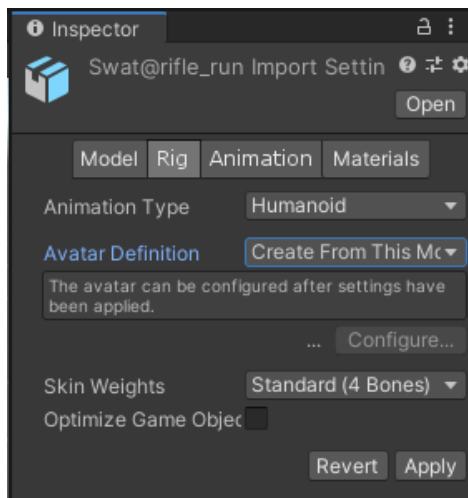 Inspector
Swat@rifle_run Import Settin
Open
Model Rig Animation Materials
Animation Type Humanoid
Avatar Definition Create From This Mc
The avatar can be configured after settings have
been applied.
... Configure...
Skin Weights Standard (4 Bones)
Optimize Game Objec
Revert Apply